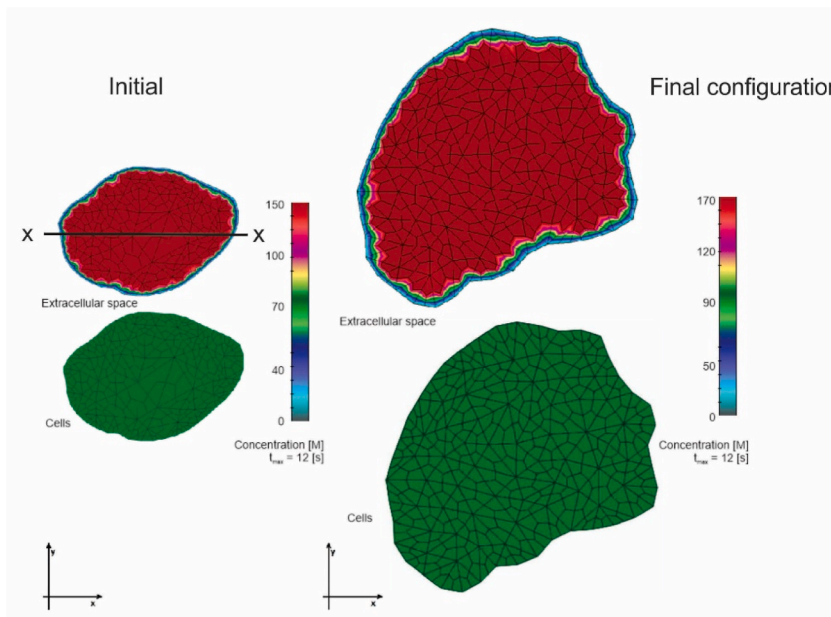 Initial
Final configuration
X
X
150
100
70
40
0
Extracellular space
Cells
Concentration [M]
tmax = 12 [s]
170
120
90
50
0
Extracellular space
Cells
Concentration [M]
tmax = 12 [s]
y
x
y
x